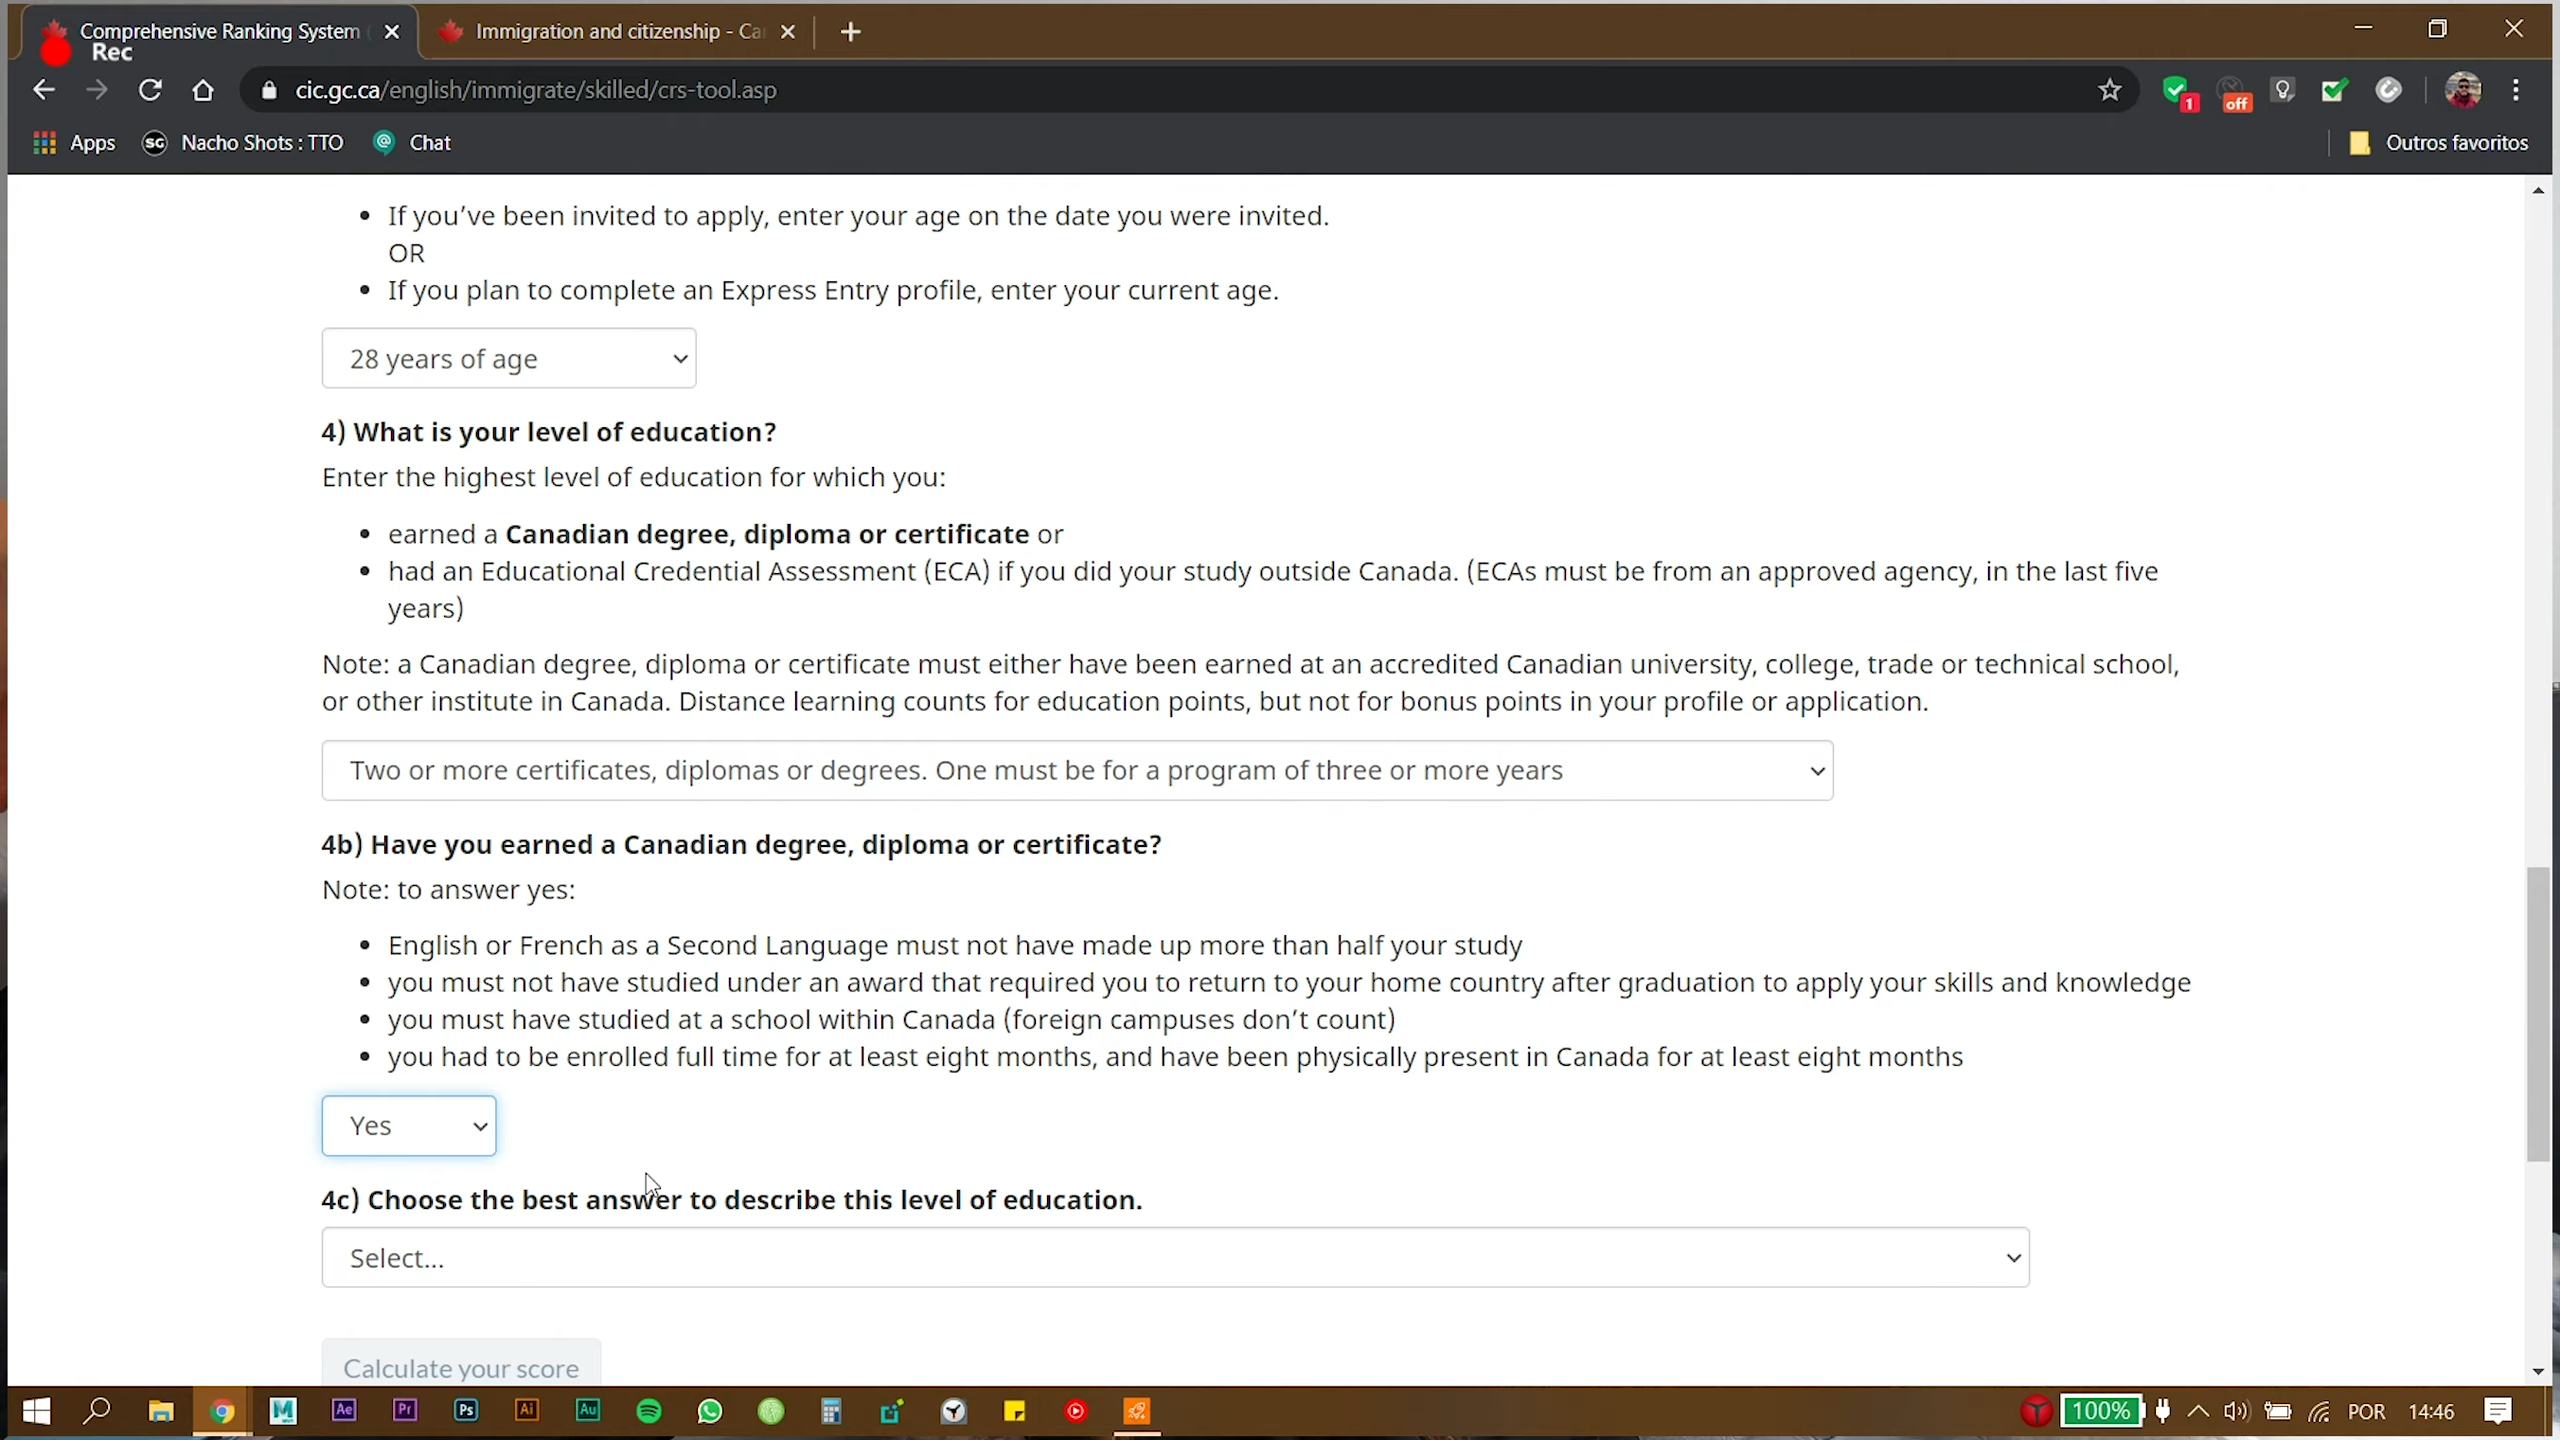 Comprehensive Ranking System (
Immigration and citizenship - Ca
Rec
cic.gc.ca/english/immigrate/skilled/crs-tool.asp
1
off
Apps
SG
Nacho Shots : TTO
Chat
Outros favoritos
• If you’ve been invited to apply, enter your age on the date you were invited.
OR
• If you plan to complete an Express Entry profile, enter your current age.
28 years of age
4) What is your level of education?
Enter the highest level of education for which you:
• earned a Canadian degree, diploma or certificate or
• had an Educational Credential Assessment (ECA) if you did your study outside Canada. (ECAs must be from an approved agency, in the last five
years)
Note: a Canadian degree, diploma or certificate must either have been earned at an accredited Canadian university, college, trade or technical school,
or other institute in Canada. Distance learning counts for education points, but not for bonus points in your profile or application.
Two or more certificates, diplomas or degrees. One must be for a program of three or more years
4b) Have you earned a Canadian degree, diploma or certificate?
Note: to answer yes:
• English or French as a Second Language must not have made up more than half your study
• you must not have studied under an award that required you to return to your home country after graduation to apply your skills and knowledge
• you must have studied at a school within Canada (foreign campuses don’t count)
• you had to be enrolled full time for at least eight months, and have been physically present in Canada for at least eight months
Yes
4c) Choose the best answer to describe this level of education.
Select...
Calculate your score
M
Ae
Pr
Ps
Ai
Au
100%
POR
14:46